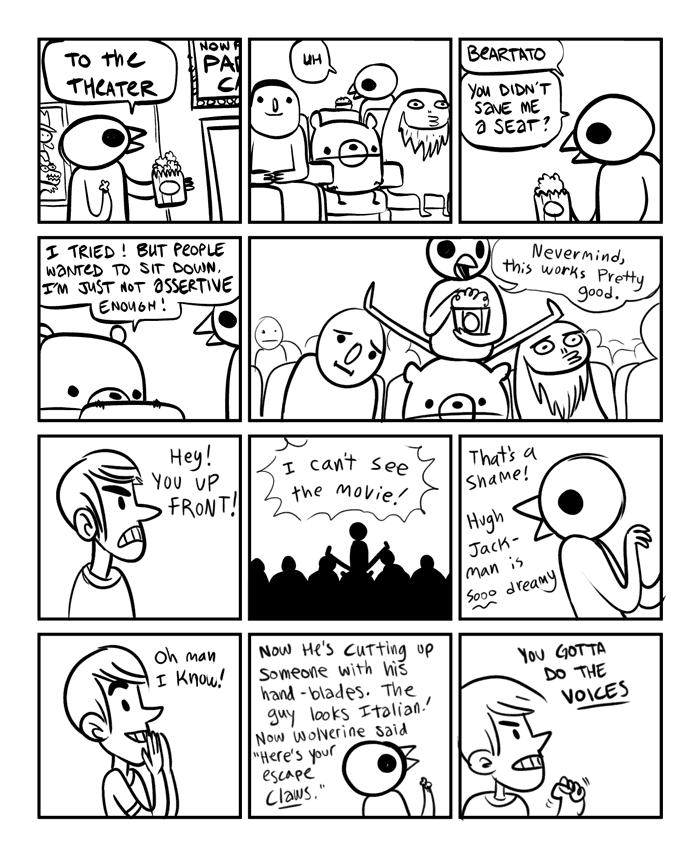 To the
THEATER
NOW P
PA
C
UH
BEARTATO
YOU DIDN'T
SAVE ME
a SEAT?
I TRIED! BUT PEOPLE
WANTED TO SIT DOWN.
I'M JUST NOT ASSERTIVE
ENOUGH!
Nevermind,
this works Pretty
good.
Hey!
YOU UP
FRONT!
I can't see
the movie!
That's a
Shame!
Hugh
Jack-
man is
sooo dreamy
Oh man
I Know!
Now He's CUTTing up
Someone with his
hand-blades. The
guy looks Italian!
Now Wolverine Said
"Here's your
escape
Claws."
YOU GOTTA
DO THE
VOICES